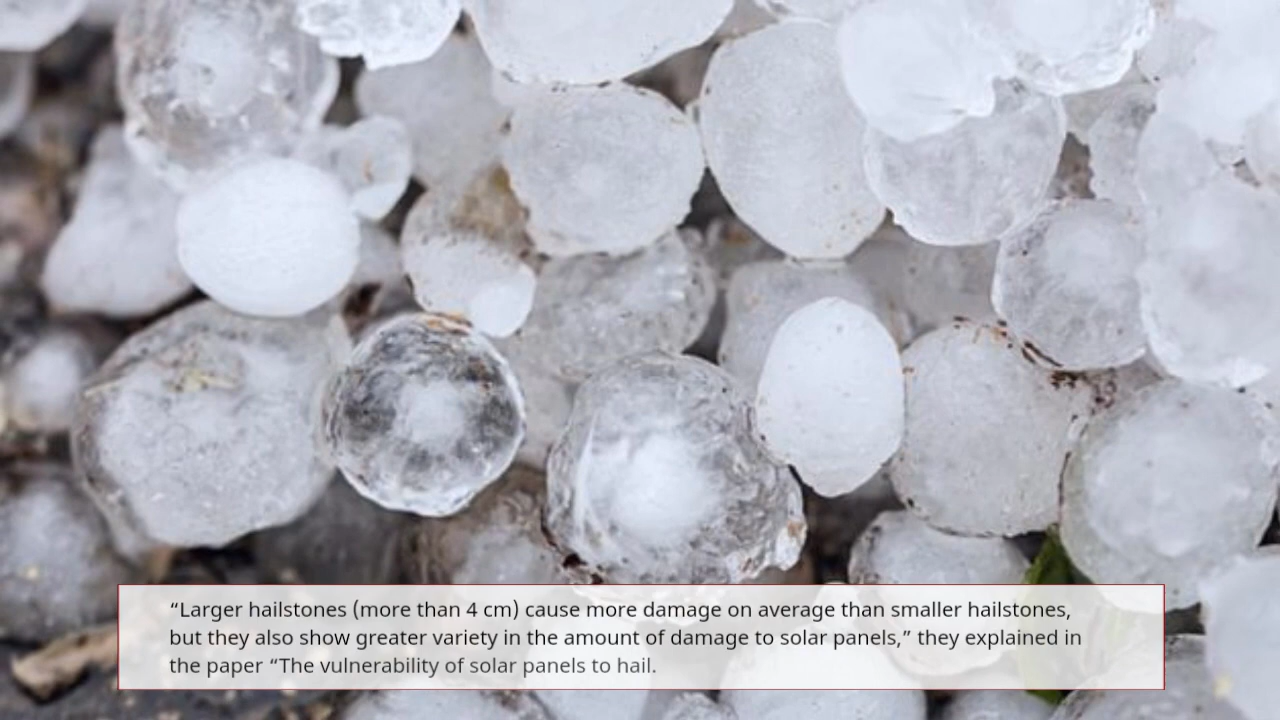 “Larger hailstones (more than 4 cm) cause more damage on average than smaller hailstones,
but they also show greater variety in the amount of damage to solar panels,” they explained in
the paper “The vulnerability of solar panels to hail.